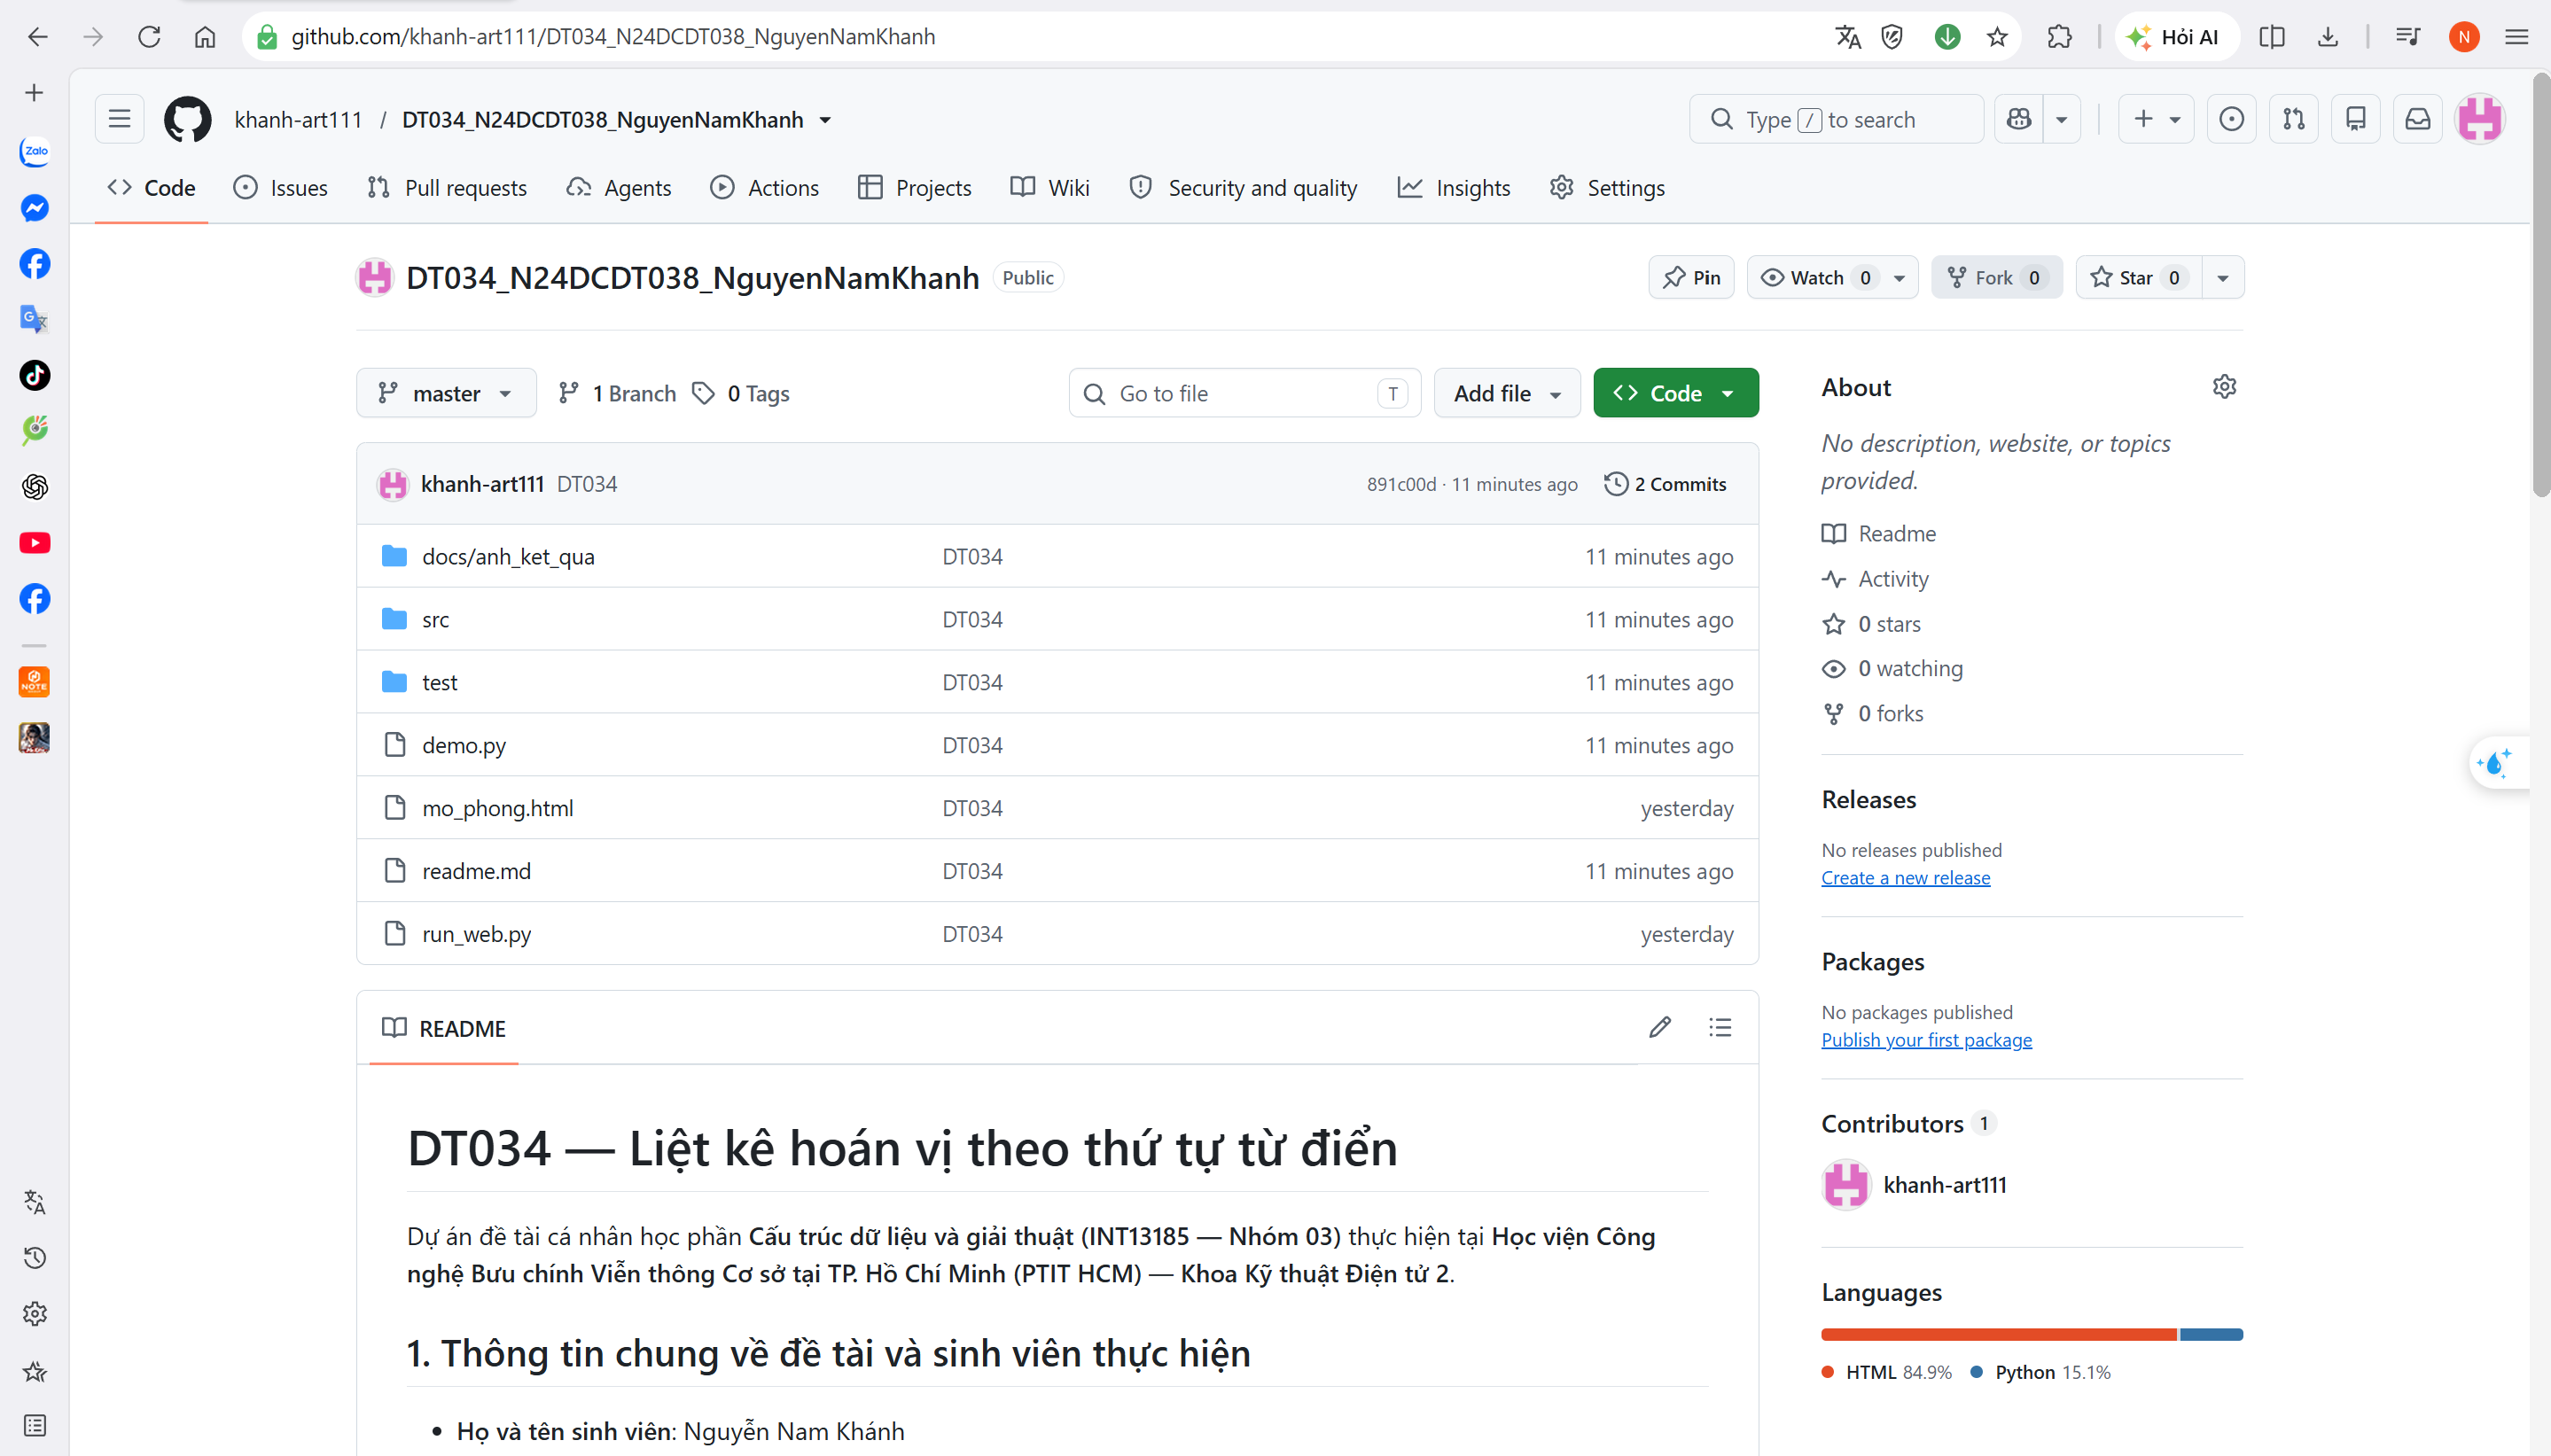 github.com/khanh-art111/DT034_N24DCDT038_NguyenNamKhanh
Hỏi AI
N
khanh-art111 / DT034_N24DCDT038_NguyenNamKhanh
Type / to search
Zalo
Code
Issues
Pull requests
Agents
Actions
Projects
Wiki
Security and quality
Insights
Settings
DT034_N24DCDT038_NguyenNamKhanh Public
Pin
Watch 0
Fork 0
Star 0
master
1 Branch
0 Tags
Go to file T
Add file
Code
khanh-art111 DT034 891c00d · 11 minutes ago 2 Commits
docs/anh_ket_qua DT034 11 minutes ago
src DT034 11 minutes ago
test DT034 11 minutes ago
demo.py DT034 11 minutes ago
mo_phong.html DT034 yesterday
readme.md DT034 11 minutes ago
run_web.py DT034 yesterday
README
DT034 — Liệt kê hoán vị theo thứ tự từ điển
Dự án đề tài cá nhân học phần Cấu trúc dữ liệu và giải thuật (INT13185 — Nhóm 03) thực hiện tại Học viện Công
nghệ Bưu chính Viễn thông Cơ sở tại TP. Hồ Chí Minh (PTIT HCM) — Khoa Kỹ thuật Điện tử 2.
1. Thông tin chung về đề tài và sinh viên thực hiện
• Họ và tên sinh viên: Nguyễn Nam Khánh
About
No description, website, or topics
provided.
Readme
Activity
0 stars
0 watching
0 forks
Releases
No releases published
Create a new release
Packages
No packages published
Publish your first package
Contributors 1
khanh-art111
Languages
HTML 84.9% Python 15.1%
NOTE